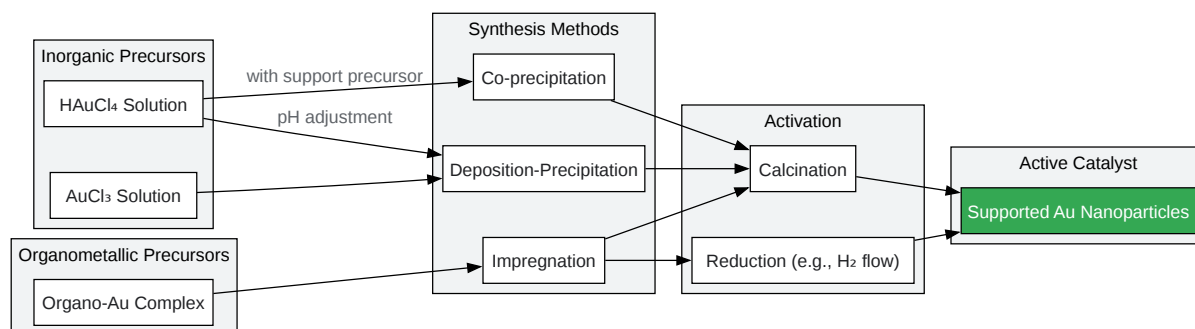 Inorganic Precursors
HAuCl₄ Solution
AuCl₃ Solution
Organometallic Precursors
Organo-Au Complex
with support precursor
pH adjustment
Synthesis Methods
Co-precipitation
Deposition-Precipitation
Impregnation
Activation
Calcination
Reduction (e.g., H₂ flow)
Active Catalyst
Supported Au Nanoparticles